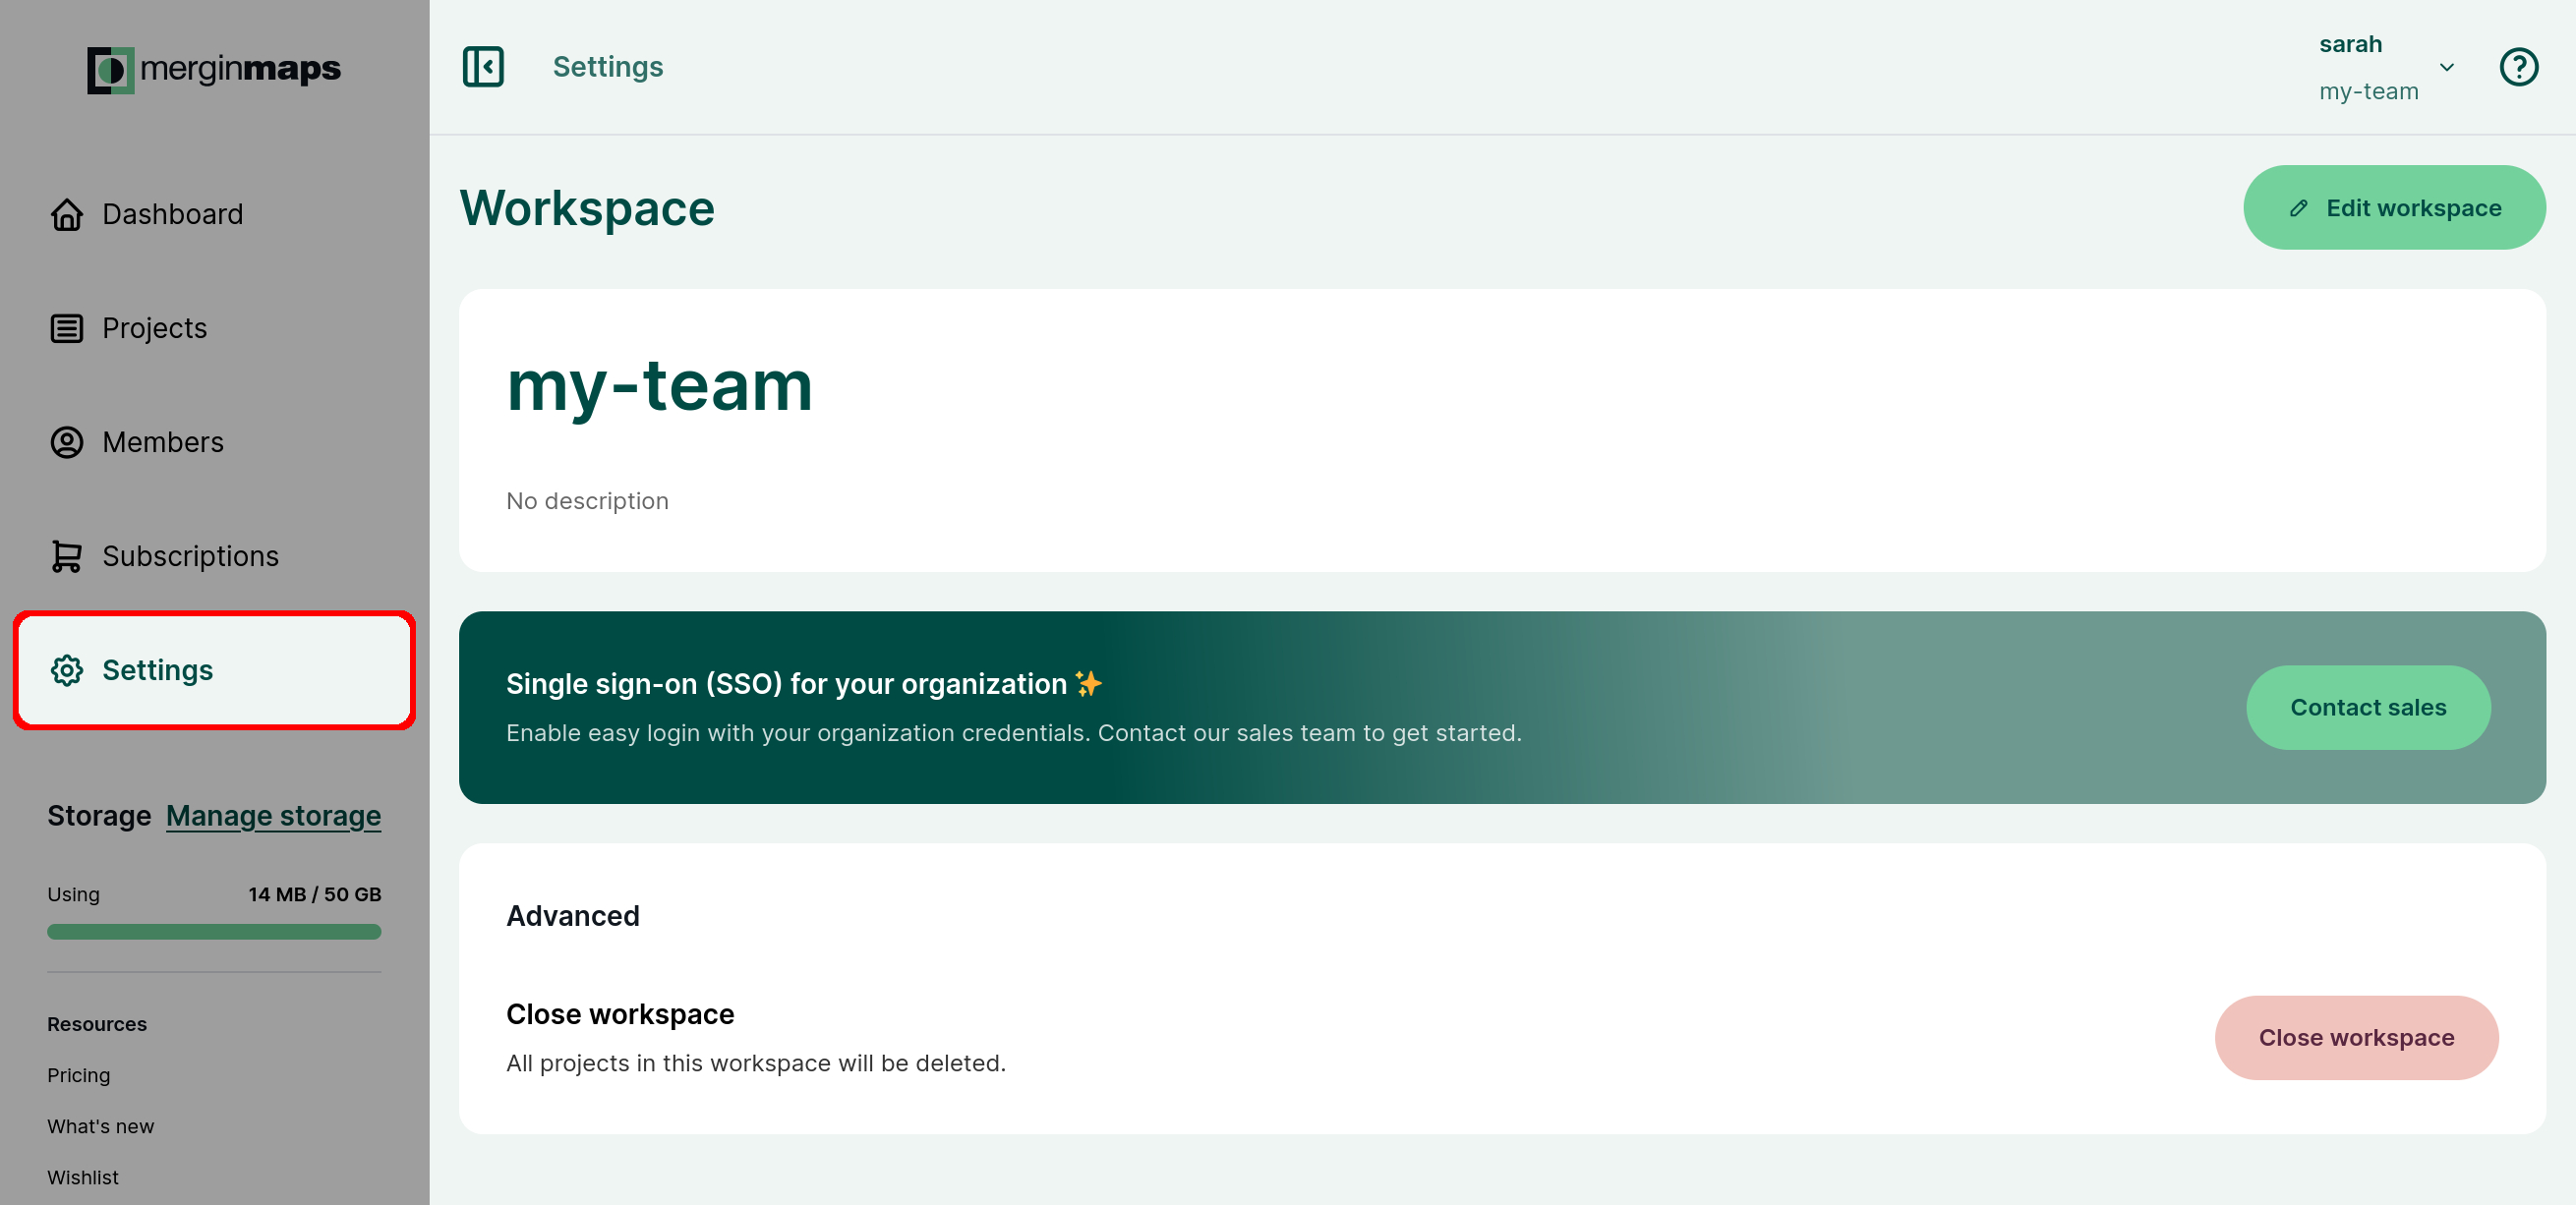 merginmaps
Dashboard
Projects
Members
Subscriptions
Settings
Storage Manage storage
Using 14 MB / 50 GB
Resources
Pricing
What's new
Wishlist
Settings
sarah
my-team
Workspace
Edit workspace
my-team
No description
Single sign-on (SSO) for your organization ✨
Enable easy login with your organization credentials. Contact our sales team to get started.
Contact sales
Advanced
Close workspace
All projects in this workspace will be deleted.
Close workspace